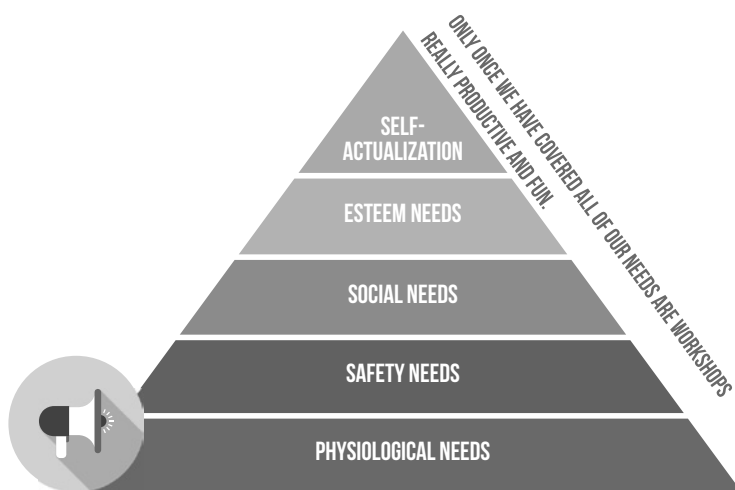 ONLY ONCE WE HAVE COVERED ALL OF OUR NEEDS ARE WORKSHOPS
REALLY PRODUCTIVE AND FUN.
SELF-
ACTUALIZATION
ESTEEM NEEDS
SOCIAL NEEDS
SAFETY NEEDS
PHYSIOLOGICAL NEEDS